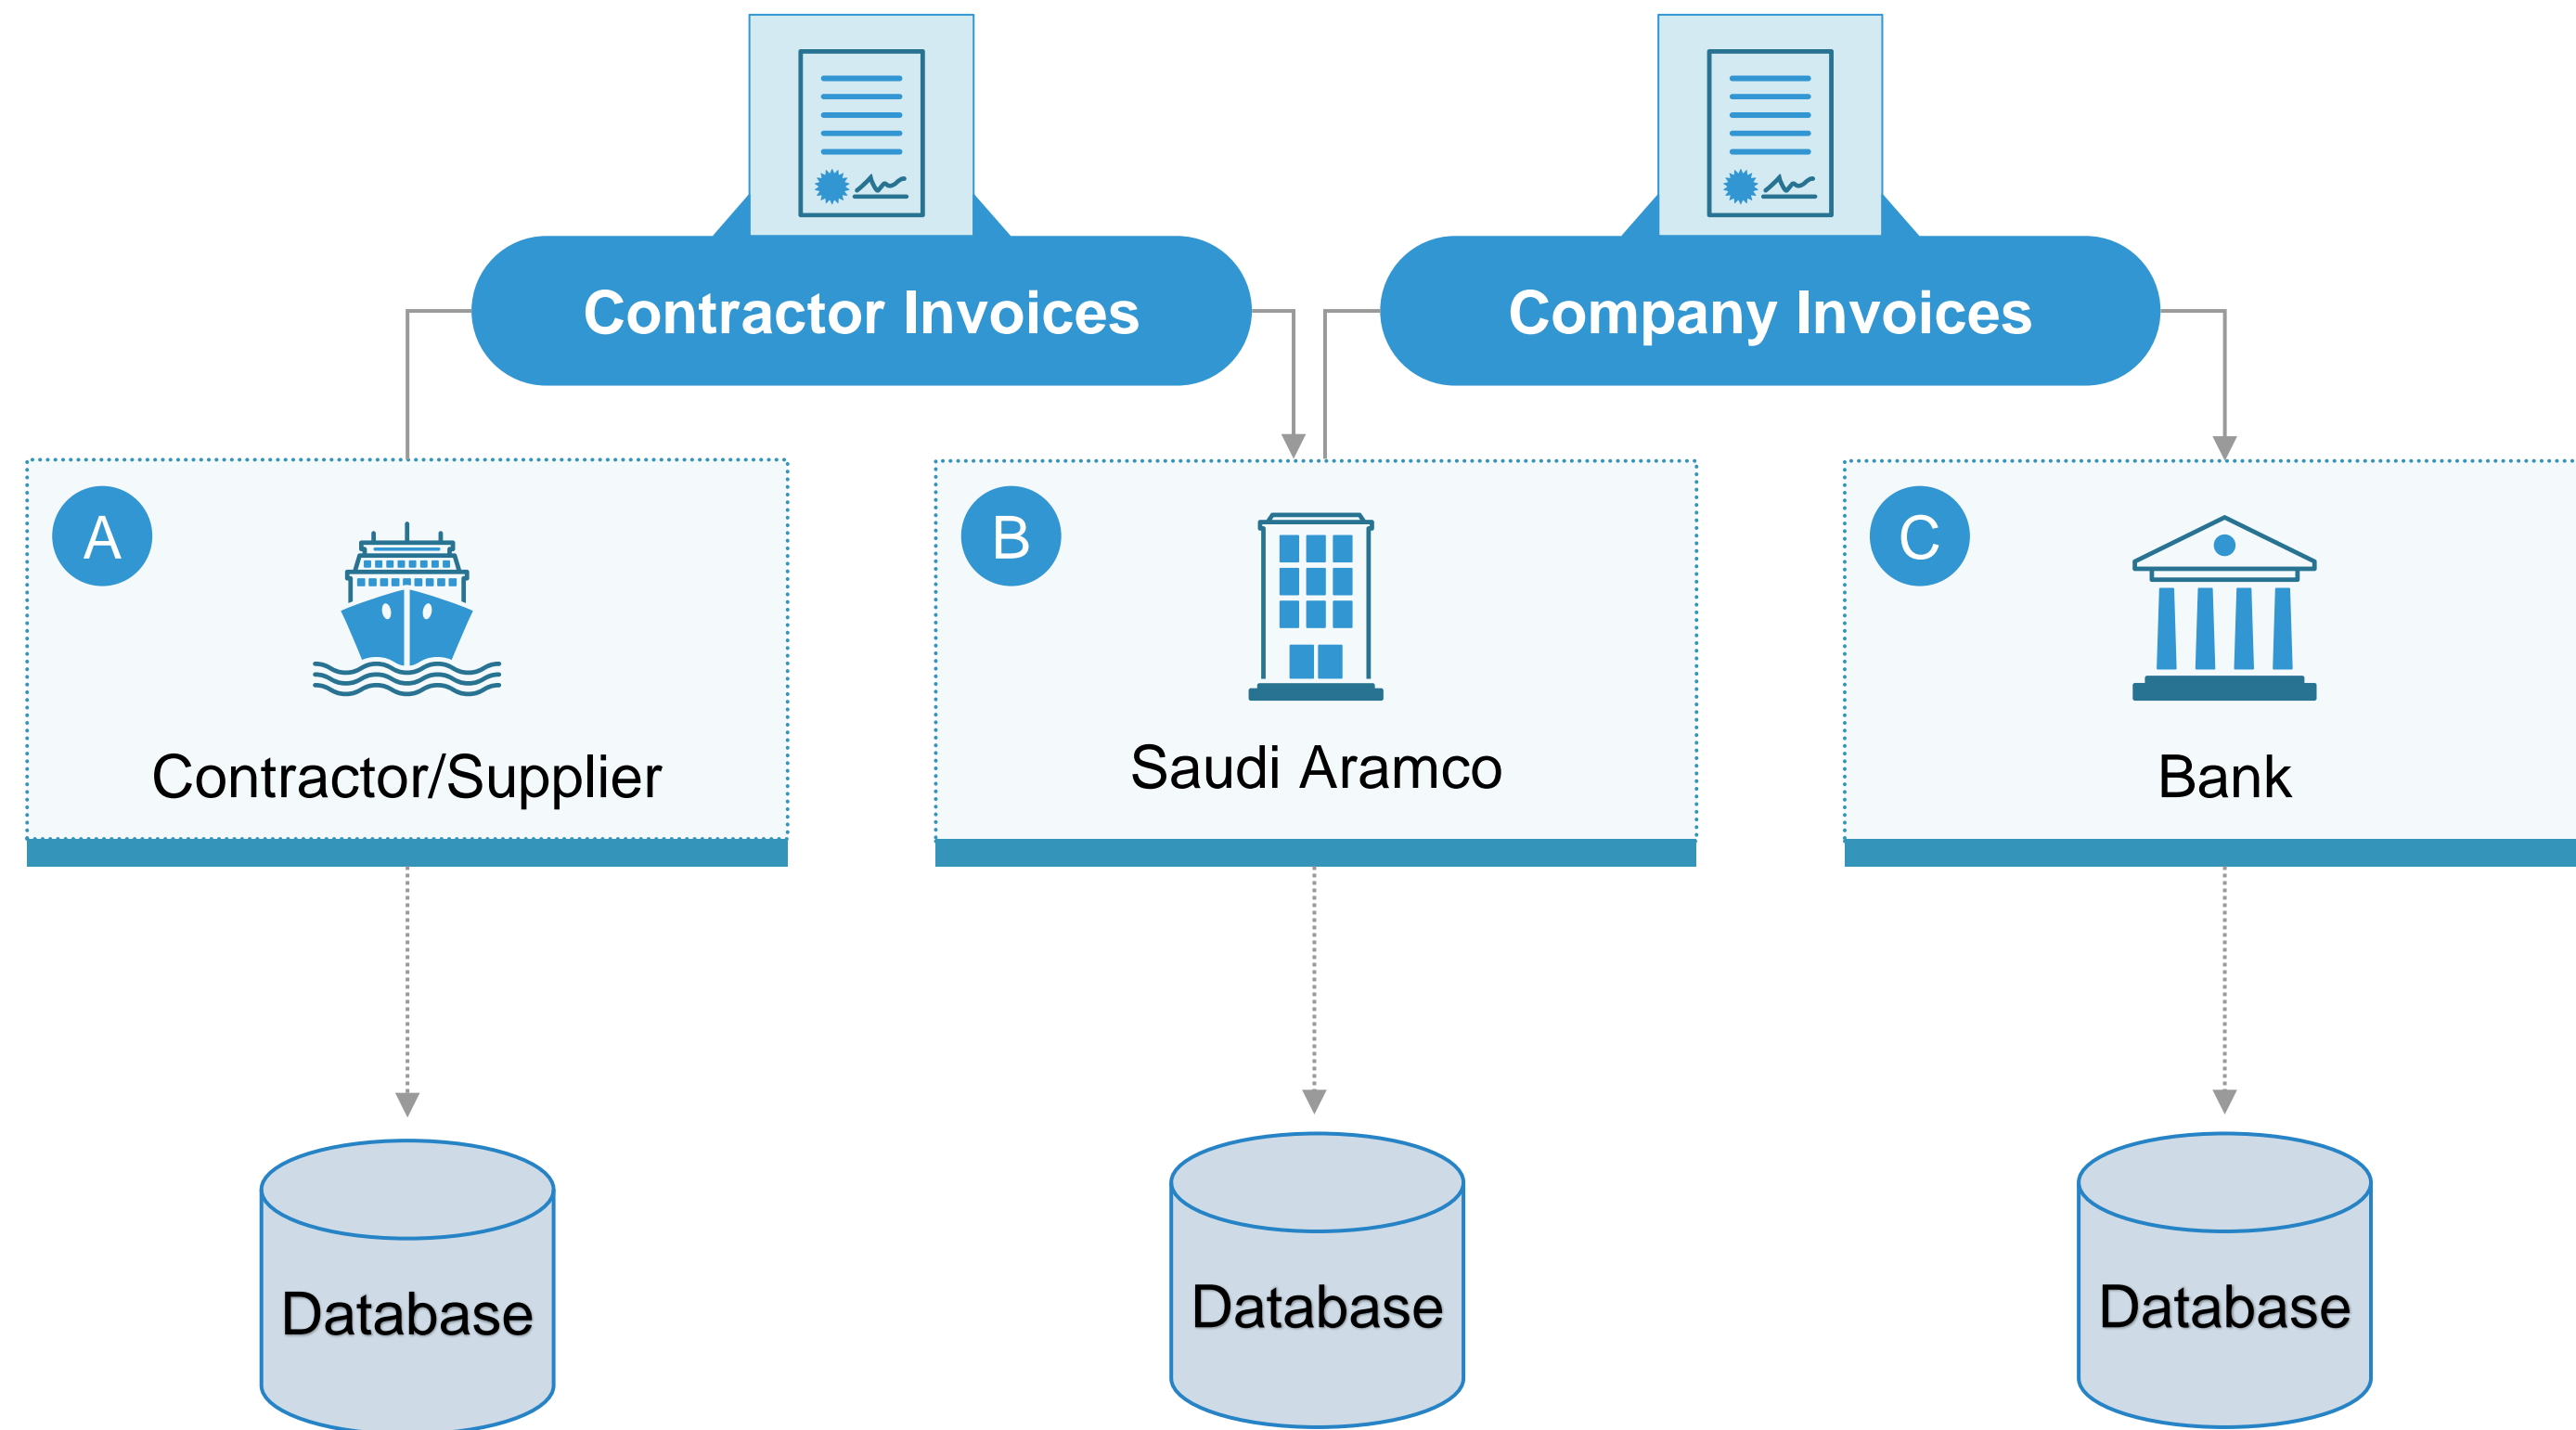 Contractor Invoices
Company Invoices
A
B
C
Contractor/Supplier
Saudi Aramco
Bank
Database
Database
Database